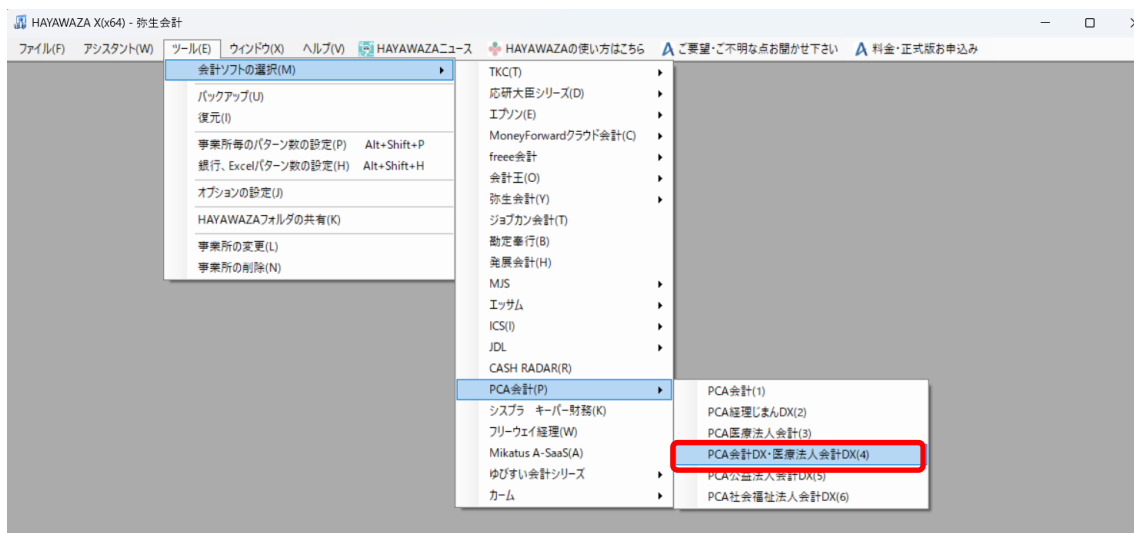 HAYAWAZA X(x64) - 弥生会計
ファイル(F) アシスタント(W) ツール(E) ウィンドウ(X) ヘルプ(V) HAYAWAZAニュース HAYAWAZAの使い方はこちら ご要望・ご不明な点お聞かせ下さい 料金・正式版お申込み
会計ソフトの選択(M)
バックアップ(U)
復元(I)
事業所毎のパターン数の設定(P) Alt+Shift+P
銀行、Excelパターン数の設定(H) Alt+Shift+H
オプションの設定(J)
HAYAWAZAフォルダの共有(K)
事業所の変更(L)
事業所の削除(N)
TKC(T)
応研大臣シリーズ(D)
エプソン(E)
MoneyForwardクラウド会計(C)
freee会計
会計王(O)
弥生会計(Y)
ジョブカン会計(T)
勘定奉行(B)
発展会計(H)
MJS
エッサム
ICS(I)
JDL
CASH RADAR(R)
PCA会計(P)
シスプラ キーパー財務(K)
フリーウェイ経理(W)
Mikatus A-SaaS(A)
ゆびすい会計シリーズ
カーム
PCA会計(1)
PCA経理じまんDX(2)
PCA医療法人会計(3)
PCA会計DX・医療法人会計DX(4)
PCA公益法人会計DX(5)
PCA社会福祉法人会計DX(6)